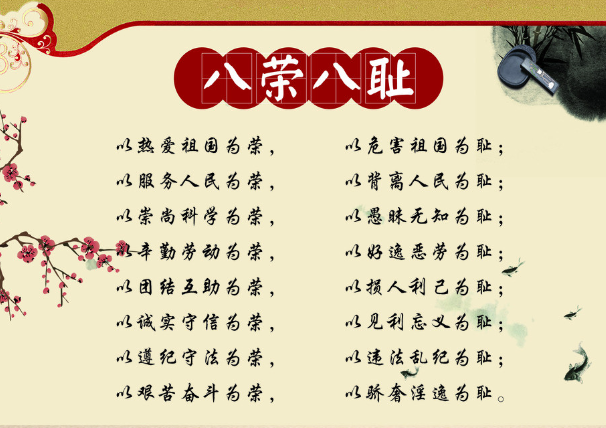 八荣八耻
以热爱祖国为荣，以危害祖国为耻；
以服务人民为荣，以背离人民为耻；
以崇尚科学为荣，以愚昧无知为耻；
以辛勤劳动为荣，以好逸恶劳为耻；
以团结互助为荣，以损人利己为耻；
以诚实守信为荣，以见利忘义为耻；
以遵纪守法为荣，以违法乱纪为耻；
以艰苦奋斗为荣，以骄奢淫逸为耻。